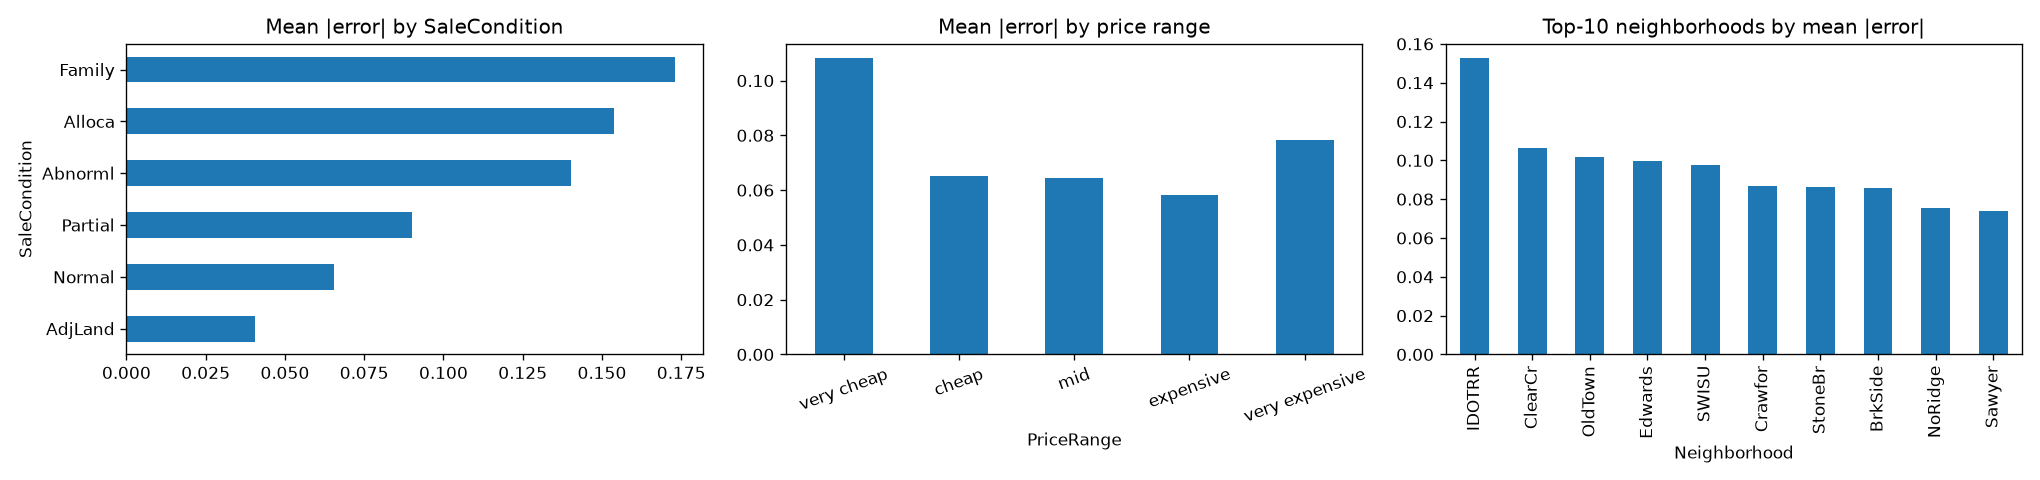 Mean |error| by SaleCondition
SaleCondition
Family
Alloca
Abnorml
Partial
Normal
AdjLand
0.000 0.025 0.050 0.075 0.100 0.125 0.150 0.175
Mean |error| by price range
0.10
0.08
0.06
0.04
0.02
0.00
very cheap cheap mid expensive very expensive
PriceRange
Top-10 neighborhoods by mean |error|
0.16
0.14
0.12
0.10
0.08
0.06
0.04
0.02
0.00
IDOTRR ClearCr OldTown Edwards SWISU Crawfor StoneBr BrkSide NoRidge Sawyer
Neighborhood